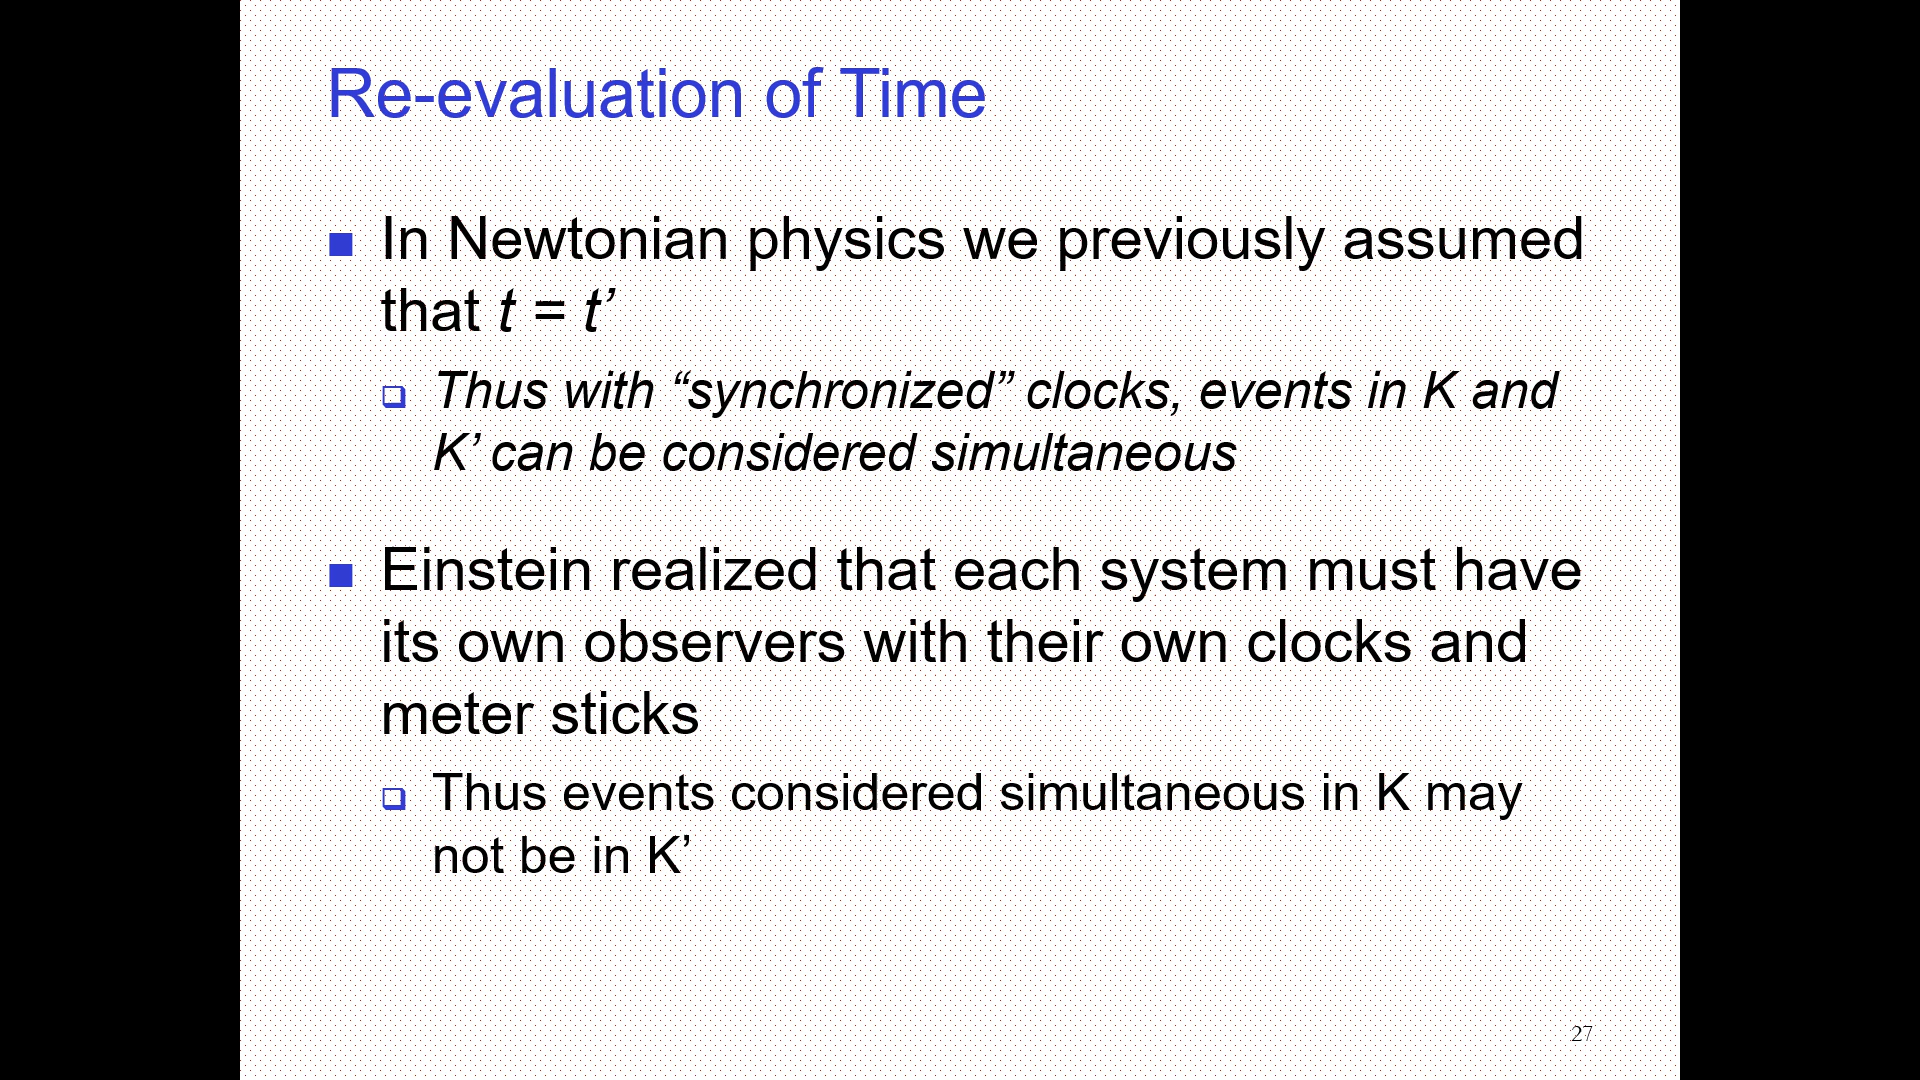 Re-evaluation of Time
In Newtonian physics we previously assumed
that t = t’
Thus with “synchronized” clocks, events in K and
K’ can be considered simultaneous
Einstein realized that each system must have
its own observers with their own clocks and
meter sticks
Thus events considered simultaneous in K may
not be in K’
27